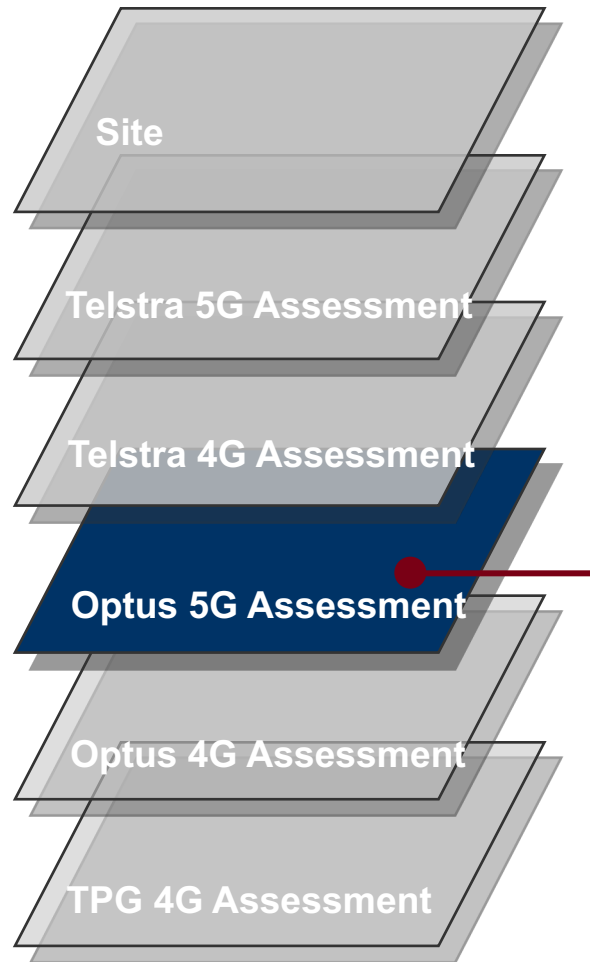 Site
Telstra 5G Assessment
Telstra 4G Assessment
Optus 5G Assessment
Optus 4G Assessment
TPG 4G Assessment